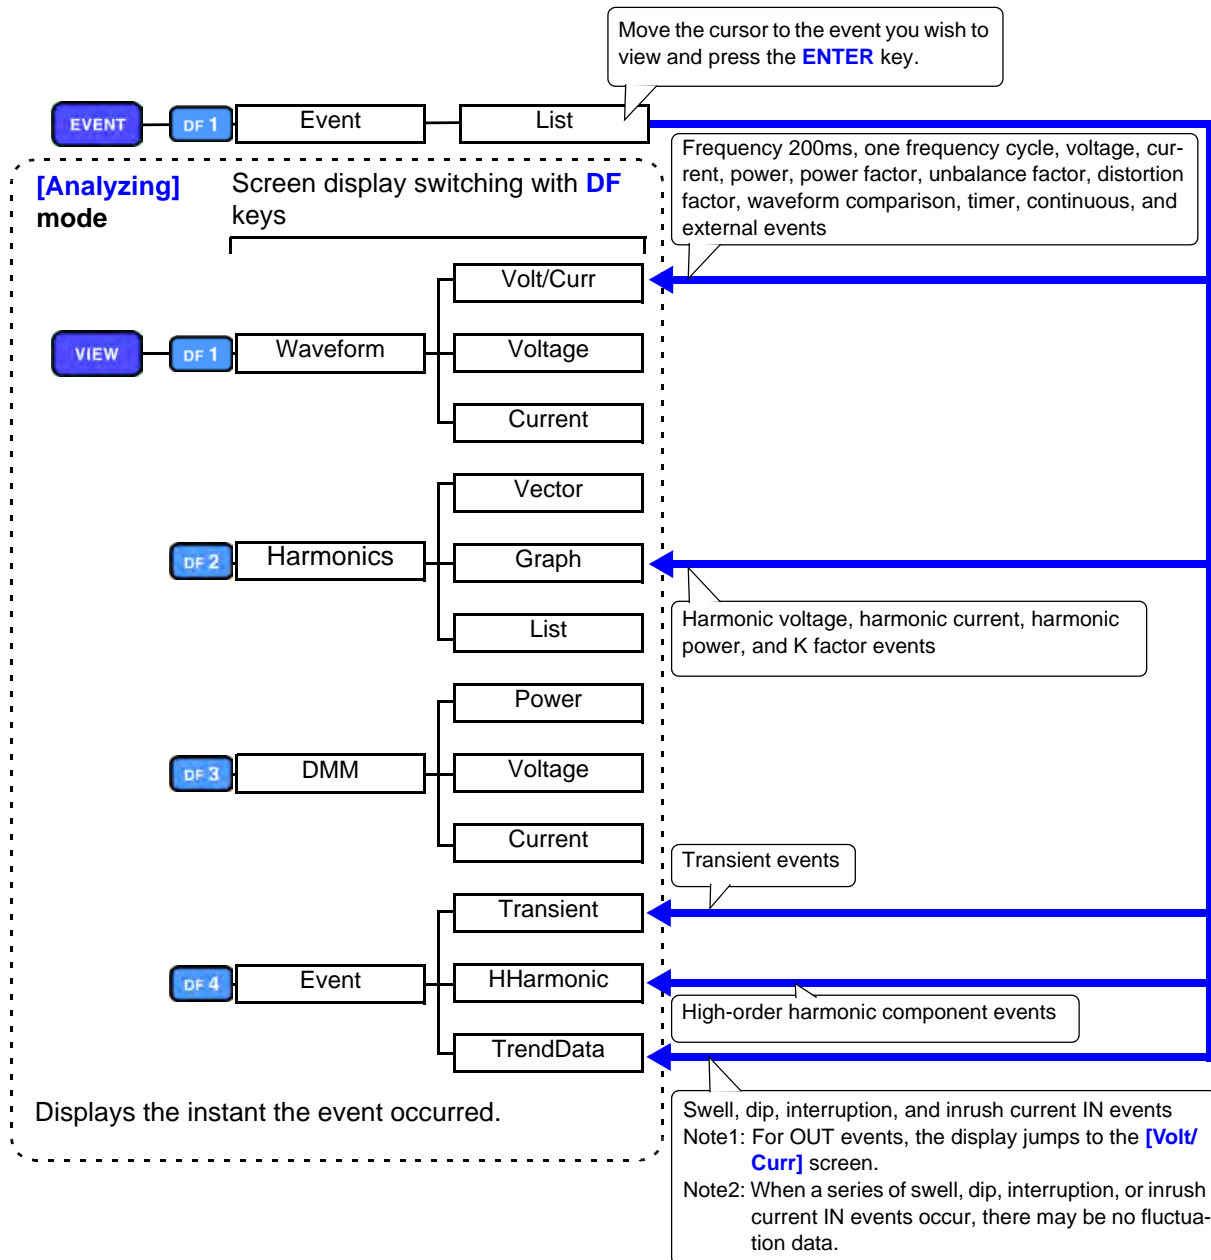 Move the cursor to the event you wish to
view and press the ENTER key.
EVENT
DF 1
Event
List
[Analyzing]
mode
Screen display switching with DF
keys
Frequency 200ms, one frequency cycle, voltage, cur-
rent, power, power factor, unbalance factor, distortion
factor, waveform comparison, timer, continuous, and
external events
Volt/Curr
VIEW
DF 1
Waveform
Voltage
Current
Vector
DF 2
Harmonics
Graph
List
Harmonic voltage, harmonic current, harmonic
power, and K factor events
Power
DF 3
DMM
Voltage
Current
Transient events
Transient
DF 4
Event
HHarmonic
High-order harmonic component events
TrendData
Displays the instant the event occurred.
Swell, dip, interruption, and inrush current IN events
Note1: For OUT events, the display jumps to the [Volt/
Curr] screen.
Note2: When a series of swell, dip, interruption, or inrush
current IN events occur, there may be no fluctua-
tion data.